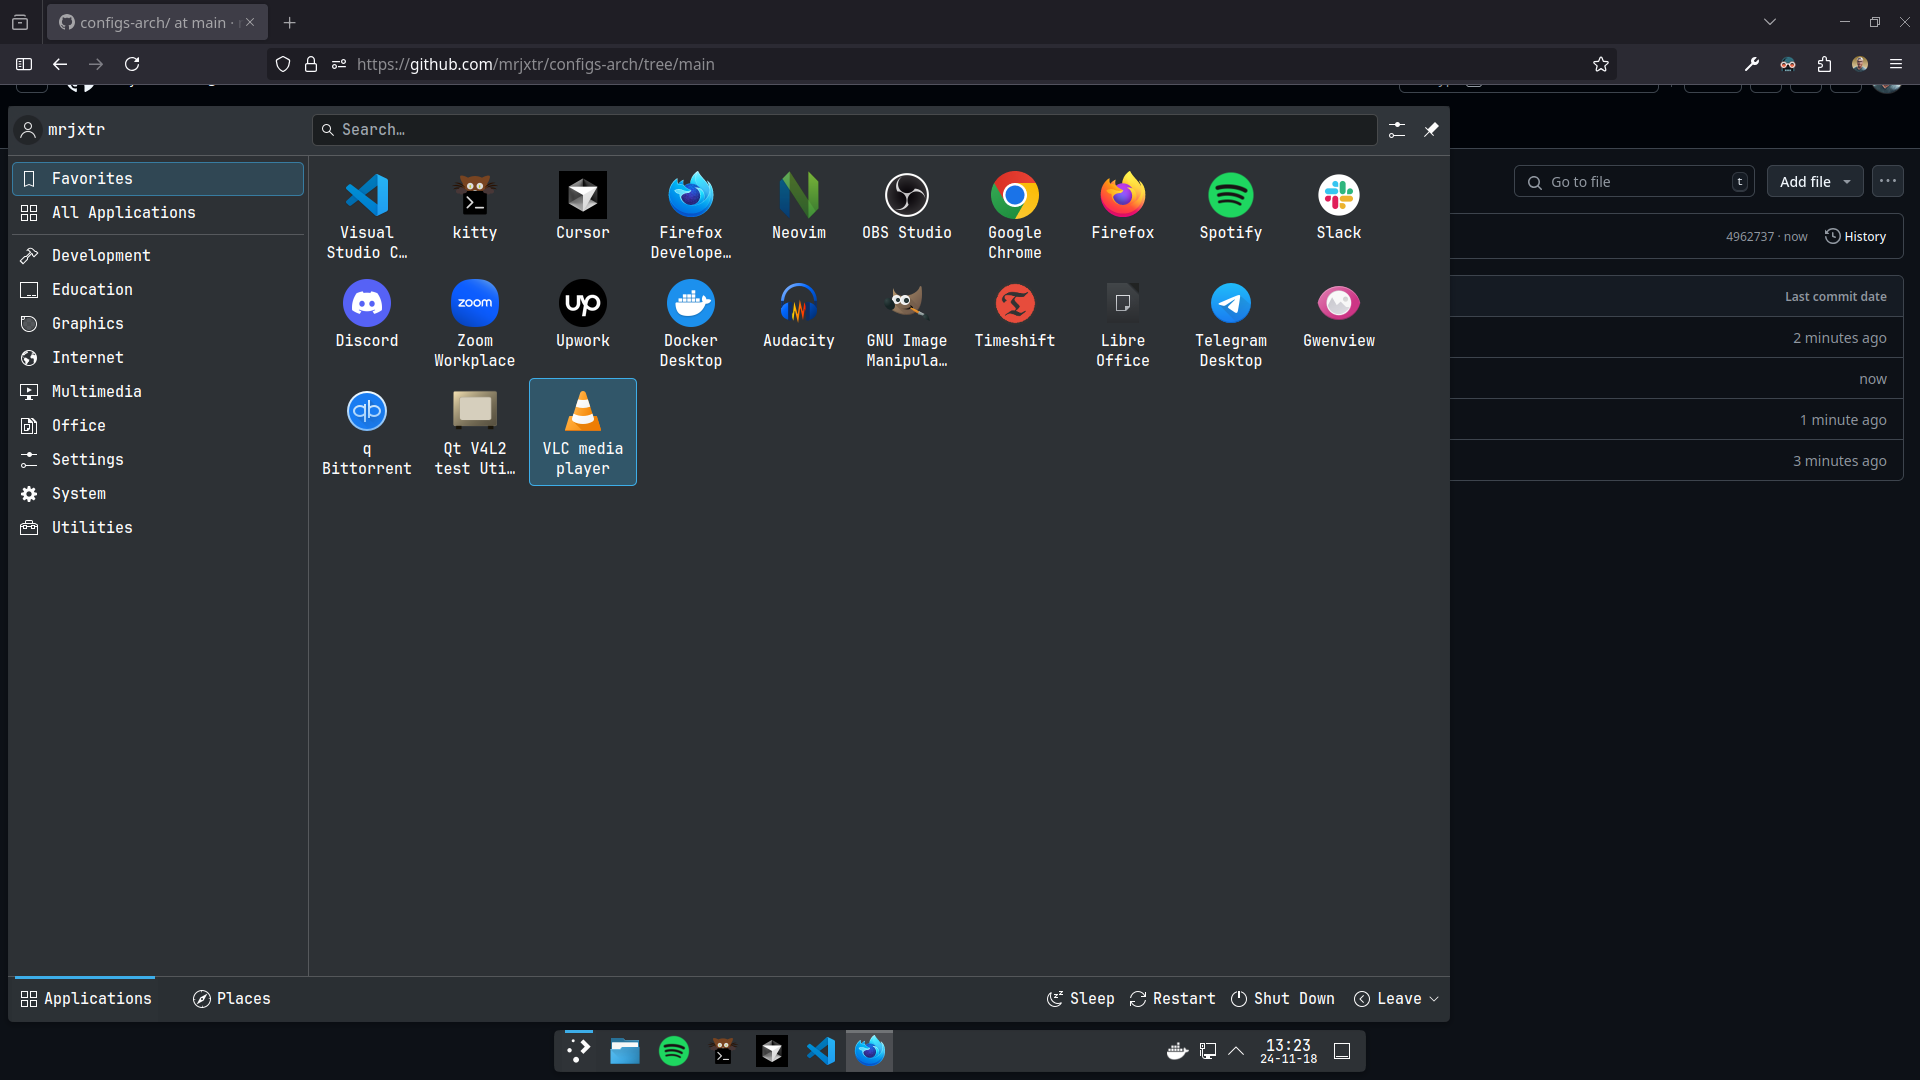 configs-arch/ at main ·
https://github.com/mrjxtr/configs-arch/tree/main
mrjxtr
Search…
Favorites
All Applications
Development
Education
Graphics
Internet
Multimedia
Office
Settings
System
Utilities
Visual
Studio C…
kitty
Cursor
Firefox
Develope…
Neovim
OBS Studio
Google
Chrome
Firefox
Spotify
Slack
Discord
zoom
Zoom
Workplace
up
Upwork
Docker
Desktop
Audacity
GNU Image
Manipula…
Timeshift
Libre
Office
Telegram
Desktop
Gwenview
qb
q
Bittorrent
Qt V4L2
test Uti…
VLC media
player
Go to file
t
Add file
4962737 · now
History
Last commit date
2 minutes ago
now
1 minute ago
3 minutes ago
Applications
Places
Sleep
Restart
Shut Down
Leave
13:23
24-11-18